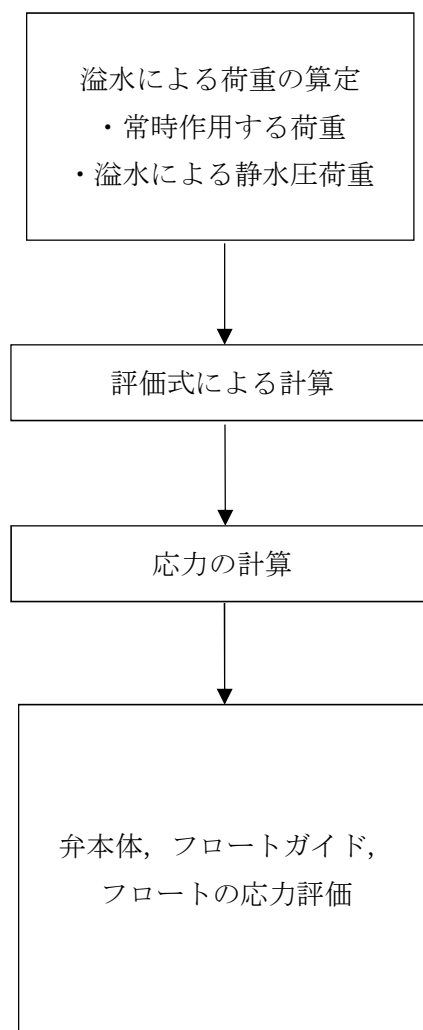 溢水による荷重の算定
・常時作用する荷重
・溢水による静水圧荷重
評価式による計算
応力の計算
弁本体，フロートガイド，
フロートの応力評価